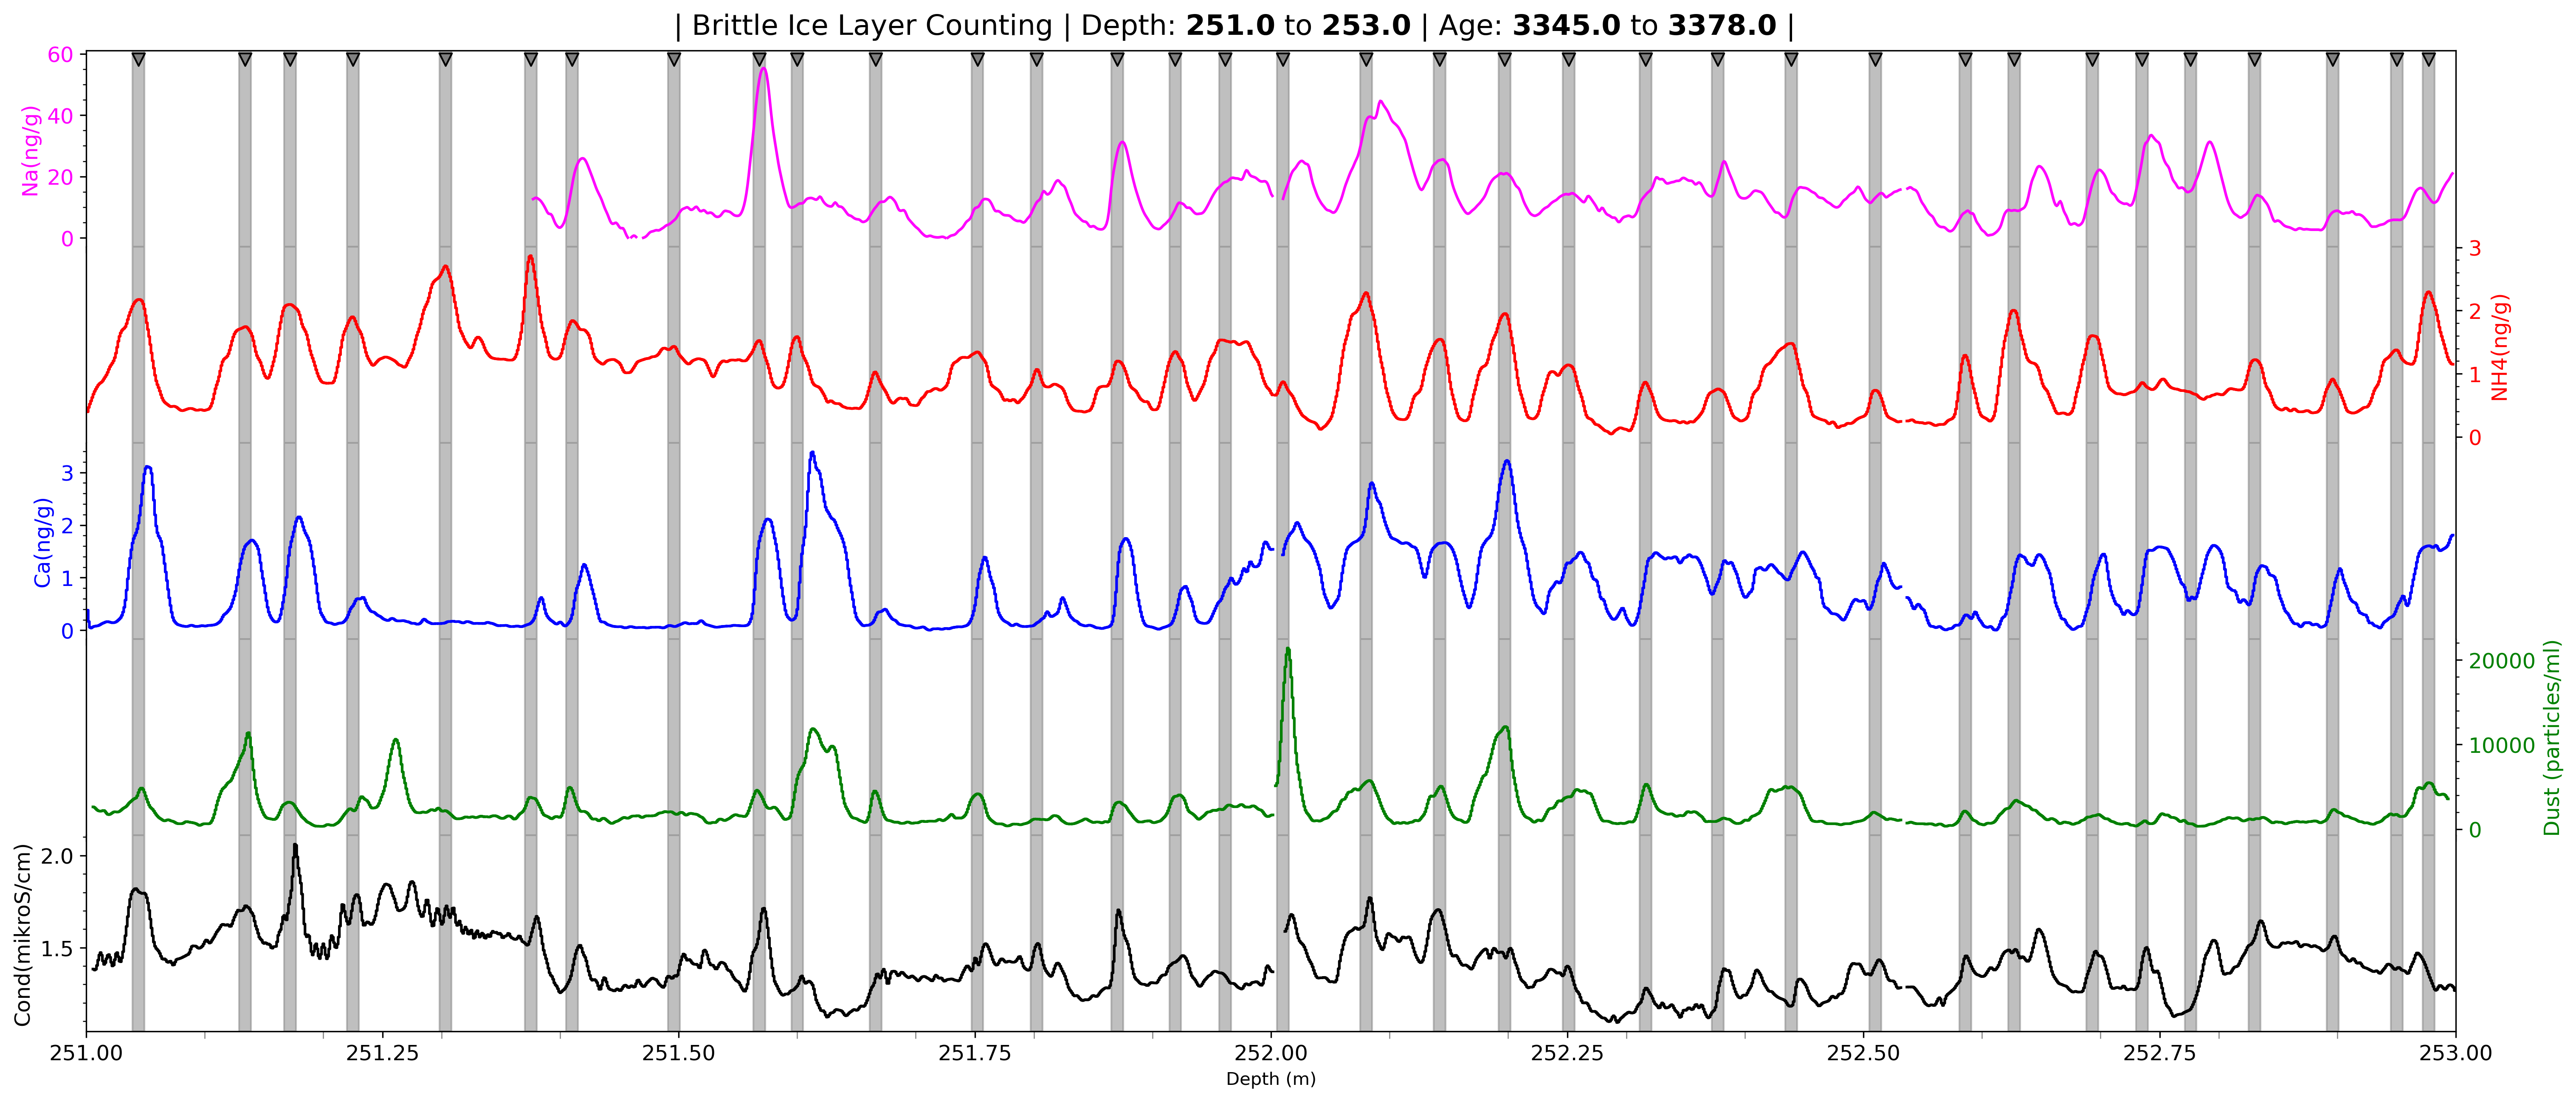 | Brittle Ice Layer Counting | Depth: 251.0 to 253.0 | Age: 3345.0 to 3378.0 |
60
40
20
0
Na(ng/g)
3
2
1
0
NH4(ng/g)
3
2
1
0
Ca(ng/g)
20000
10000
0
Dust (particles/ml)
2.0
1.5
Cond(mikroS/cm)
251.00 251.25 251.50 251.75 252.00 252.25 252.50 252.75 253.00
Depth (m)